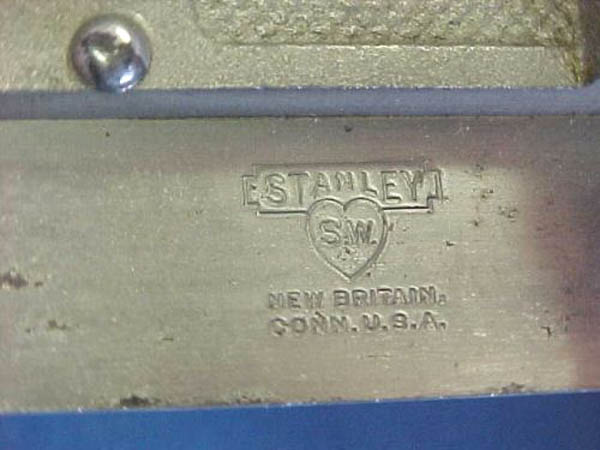 STANLEY
S.W.
NEW BRITAIN,
CONN. U.S.A.